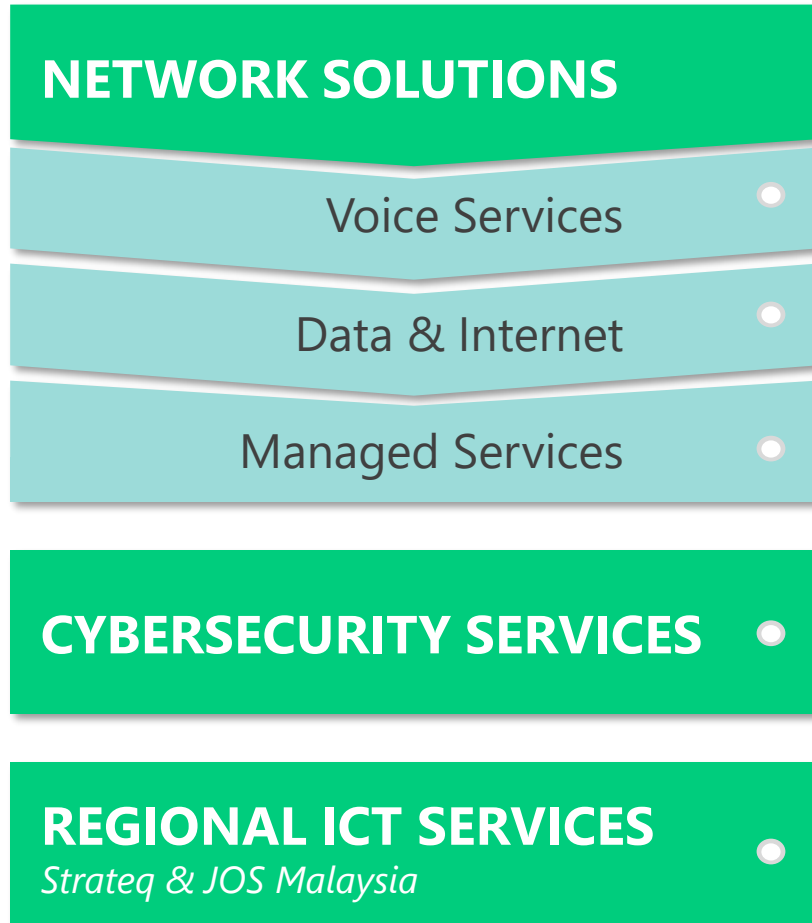 NETWORK SOLUTIONS
Voice Services
Data & Internet
Managed Services
CYBERSECURITY SERVICES
REGIONAL ICT SERVICES
Strateq & JOS Malaysia